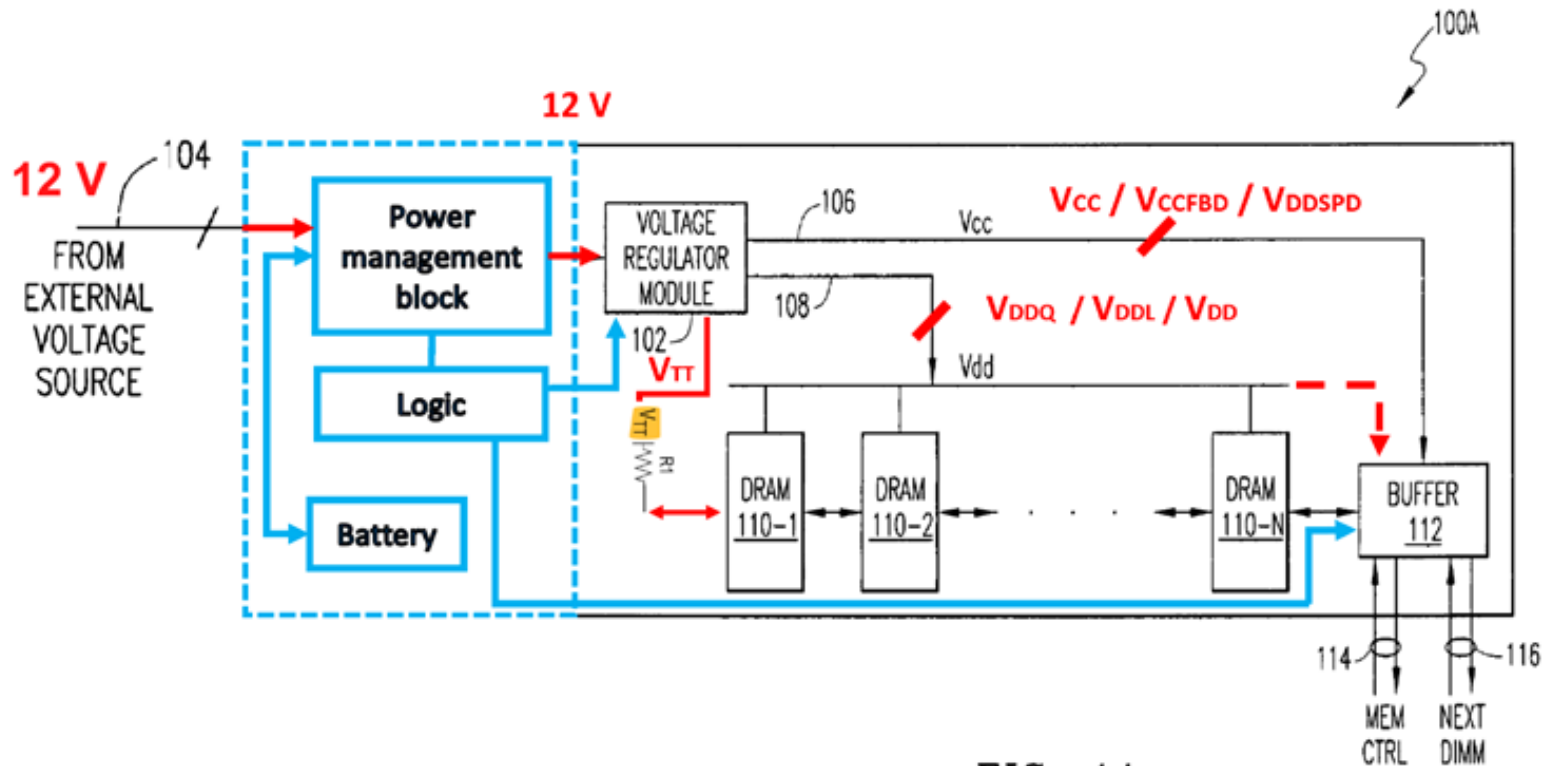 100A
12 V
12 V
104
FROM
EXTERNAL
VOLTAGE
SOURCE
Power
management
block
Logic
Battery
VOLTAGE
REGULATOR
MODULE
102
106
Vcc
VCC / VCCFBD / VDDSPD
108
VDDQ / VDDL / VDD
Vdd
VTT
VTT
R1
DRAM
110-1
DRAM
110-2
. . .
DRAM
110-N
BUFFER
112
114
116
MEM
CTRL
NEXT
DIMM